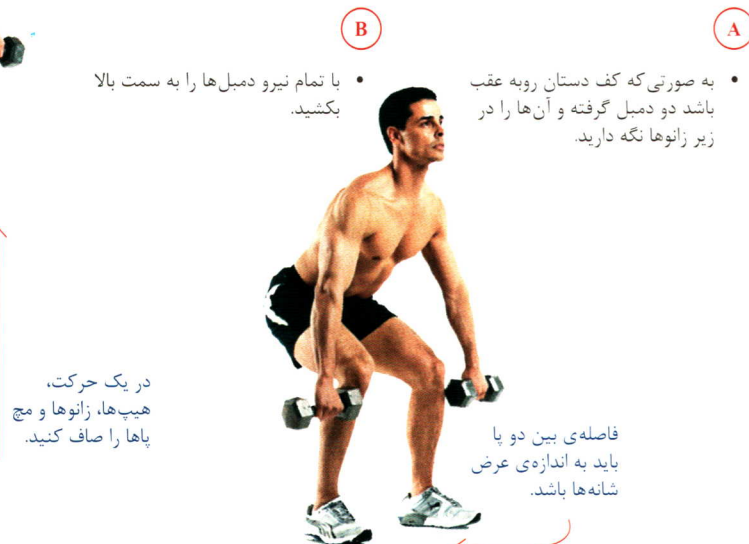 A
به صورتی‌که کف دستان روبه عقب
باشد دو دمبل گرفته و آن‌ها را در
زیر زانوها نگه دارید.
B
با تمام نیرو دمبل‌ها را به سمت بالا
بکشید.
فاصله‌ی بین دو پا
باید به اندازه‌ی عرض
شانه‌ها باشد.
در یک حرکت،
هیپ‌ها، زانوها و مچ
پاها را صاف کنید.